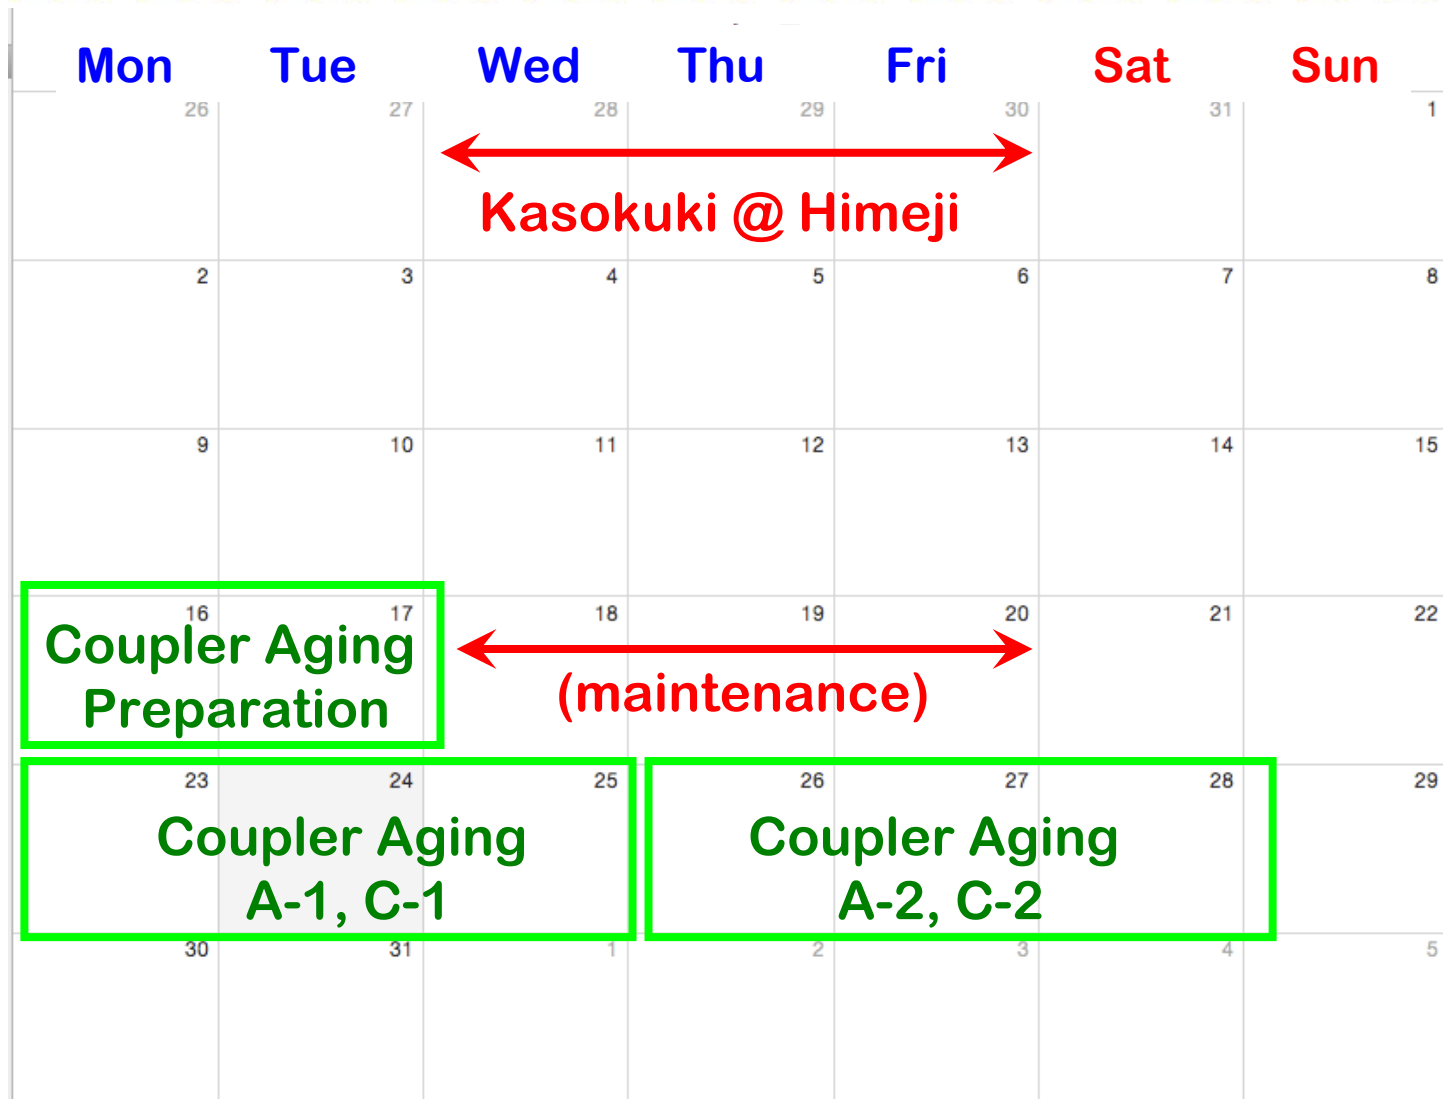 Mon Tue Wed Thu Fri Sat Sun
26 27 28 29 30 31 1
Kasokuki @ Himeji
2 3 4 5 6 7 8
9 10 11 12 13 14 15
16 17 18 19 20 21 22
Coupler Aging
Preparation
(maintenance)
23 24 25 26 27 28 29
Coupler Aging
A-1, C-1
Coupler Aging
A-2, C-2
30 31 1 2 3 4 5